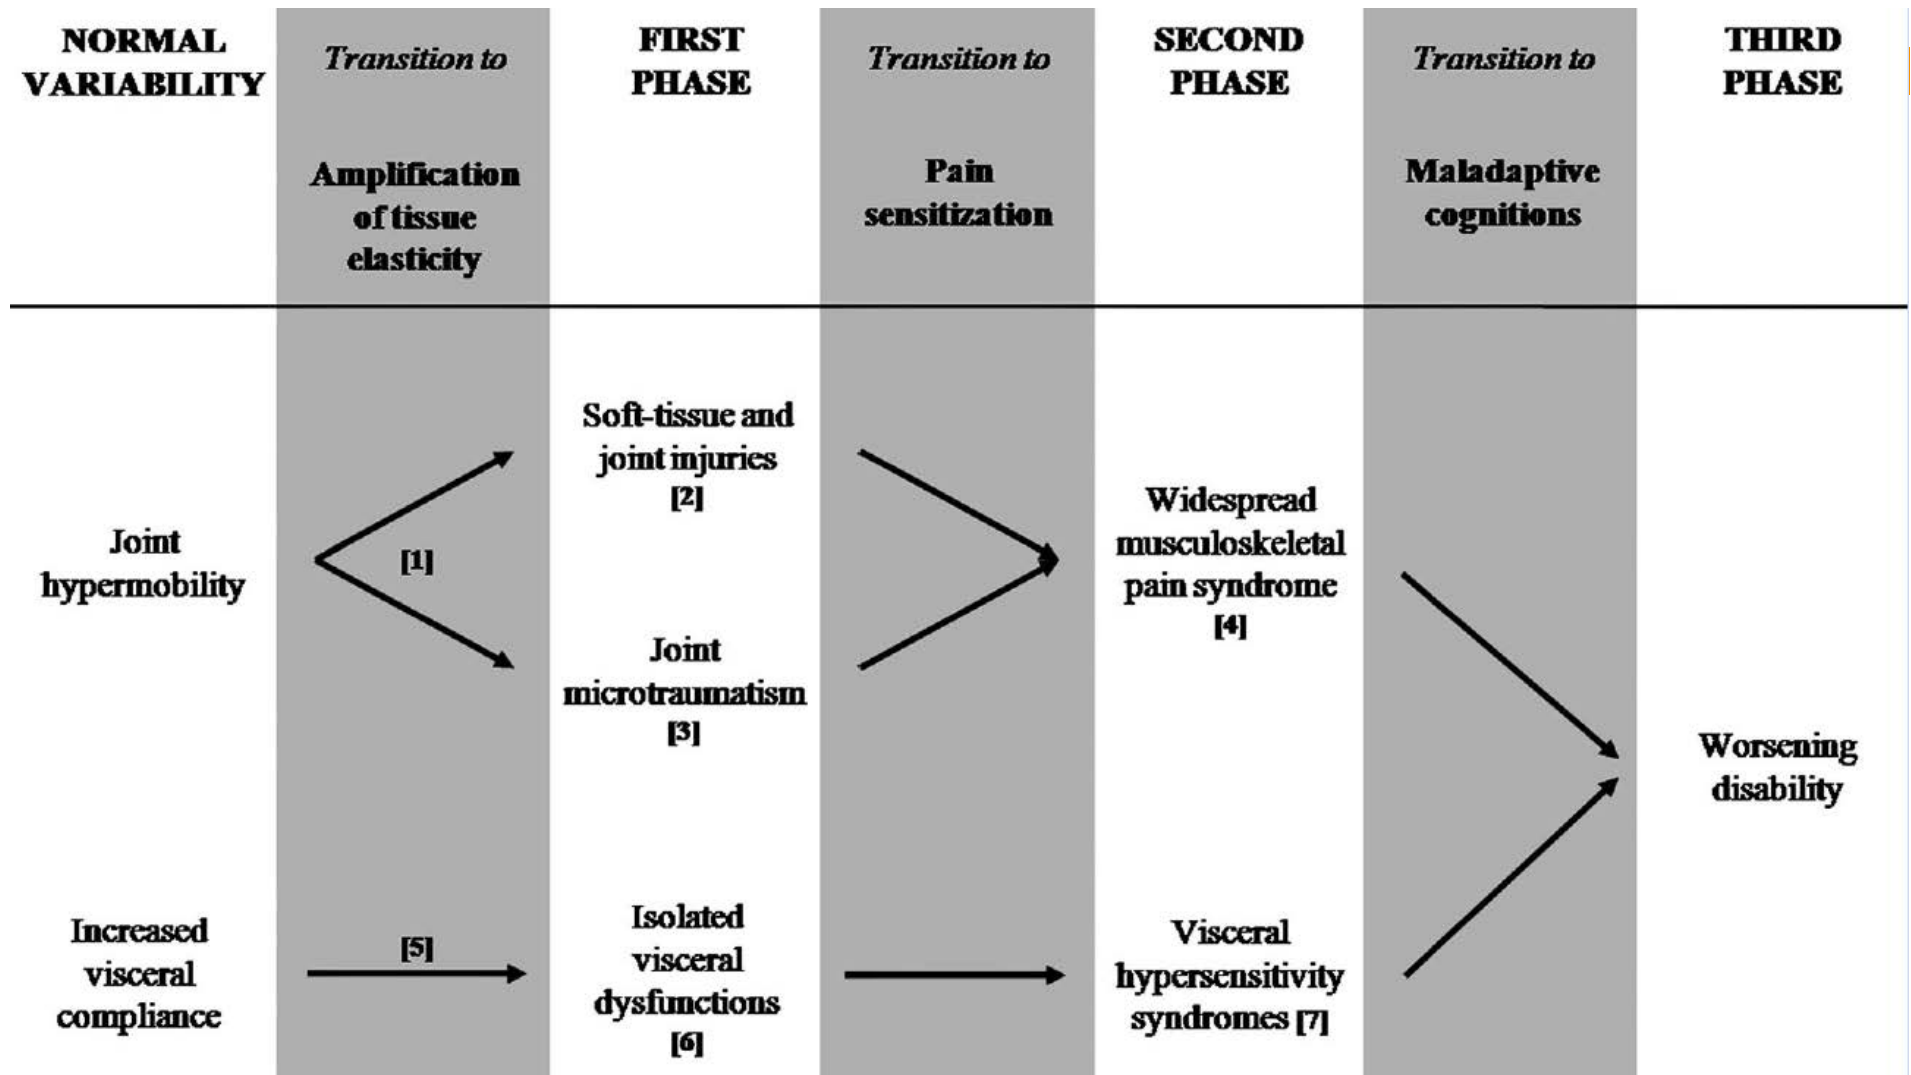 NORMAL
VARIABILITY
Transition to
Amplification
of tissue
elasticity
FIRST
PHASE
Transition to
Pain
sensitization
SECOND
PHASE
Transition to
Maladaptive
cognitions
THIRD
PHASE
Joint
hypermobility
[1]
Soft-tissue and
joint injuries
[2]
Joint
microtraumatism
[3]
Widespread
musculoskeletal
pain syndrome
[4]
Worsening
disability
Increased
visceral
compliance
[5]
Isolated
visceral
dysfunctions
[6]
Visceral
hypersensitivity
syndromes [7]